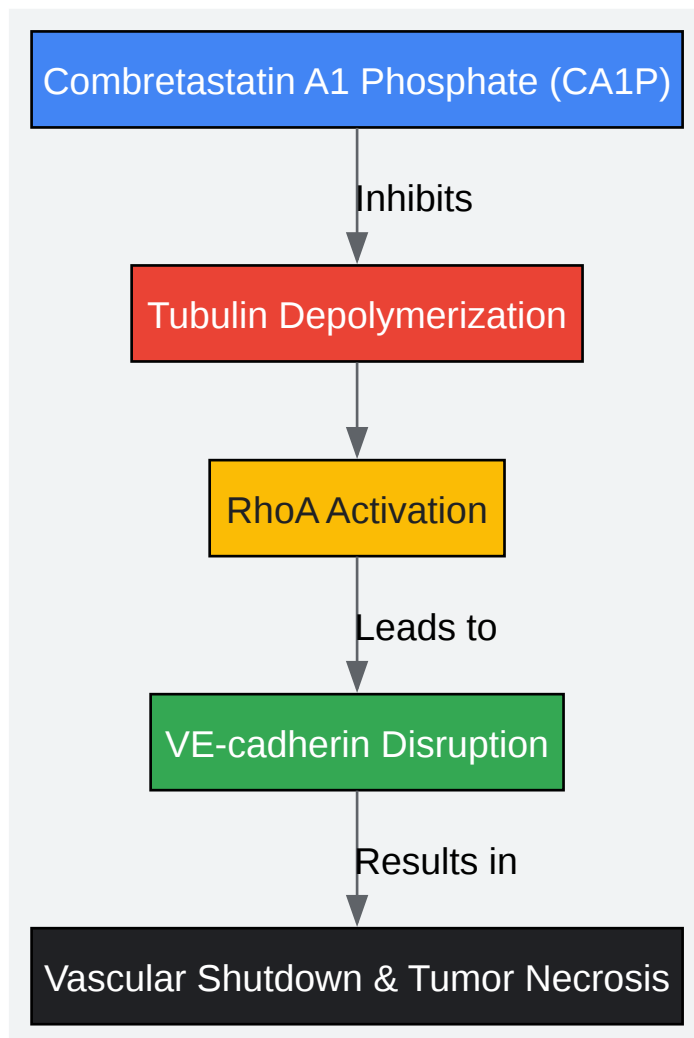 Combretastatin A1 Phosphate (CA1P)
Inhibits
Tubulin Depolymerization
RhoA Activation
Leads to
VE-cadherin Disruption
Results in
Vascular Shutdown & Tumor Necrosis